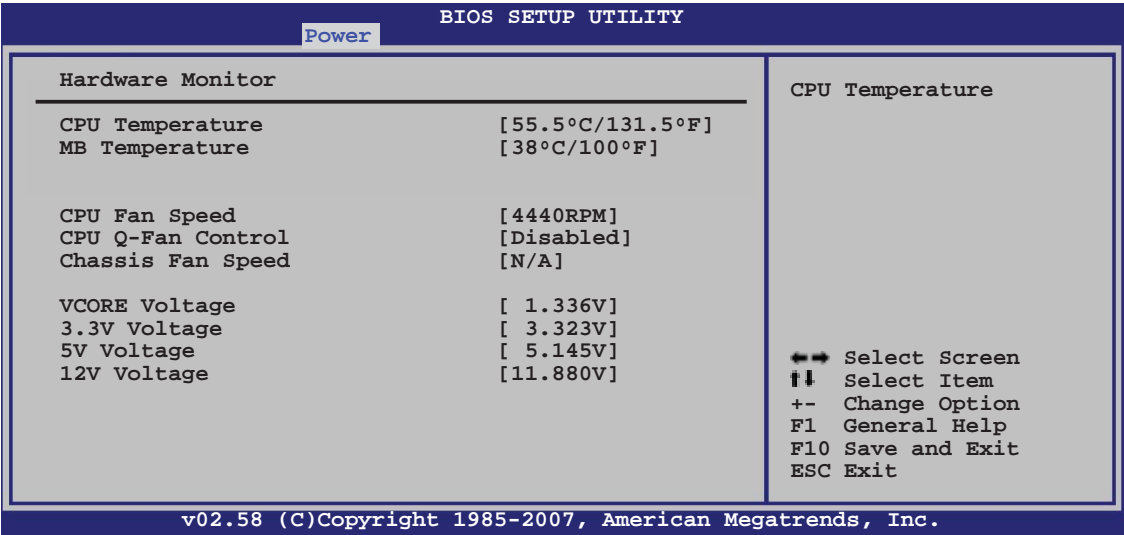 BIOS SETUP UTILITY
Power
Hardware Monitor
CPU Temperature [55.5ºC/131.5ºF]
MB Temperature [38ºC/100ºF]
CPU Fan Speed [4440RPM]
CPU Q-Fan Control [Disabled]
Chassis Fan Speed [N/A]
VCORE Voltage [ 1.336V]
3.3V Voltage [ 3.323V]
5V Voltage [ 5.145V]
12V Voltage [11.880V]
CPU Temperature
←→ Select Screen
↑↓ Select Item
+- Change Option
F1 General Help
F10 Save and Exit
ESC Exit
v02.58 (C)Copyright 1985-2007, American Megatrends, Inc.